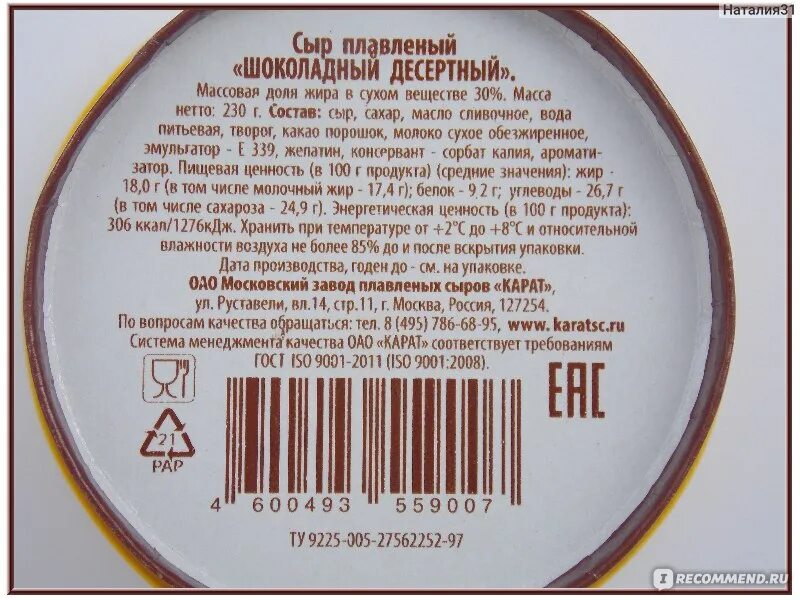 Наталия31
Сыр плавленый
«ШОКОЛАДНЫЙ ДЕСЕРТНЫЙ».
Массовая доля жира в сухом веществе 30%. Масса
нетто: 230 г. Состав: сыр, сахар, масло сливочное, вода
питьевая, творог, какао порошок, молоко сухое обезжиренное,
эмульгатор - Е 339, желатин, консервант - сорбат калия, аромати-
затор. Пищевая ценность (в 100 г продукта) (средние значения): жир -
18,0 г (в том числе молочный жир - 17,4 г); белок - 9,2 г; углеводы - 26,7 г
(в том числе сахароза - 24,9 г). Энергетическая ценность (в 100 г продукта):
306 ккал/1276кДж. Хранить при температуре от +2°С до +8°С и относительной
влажности воздуха не более 85% до и после вскрытия упаковки.
Дата производства, годен до - см. на упаковке.
ОАО Московский завод плавленых сыров «КАРАТ»,
ул. Руставели, вл.14, стр.11, г. Москва, Россия, 127254.
По вопросам качества обращаться: тел. 8 (495) 786-68-95, www.karatsc.ru
Система менеджмента качества ОАО «КАРАТ» соответствует требованиям
ГОСТ ISO 9001-2011 (ISO 9001:2008).
EAC
21
PAP
4 600493 559007
ТУ 9225-005-27562252-97
I RECOMMEND.RU